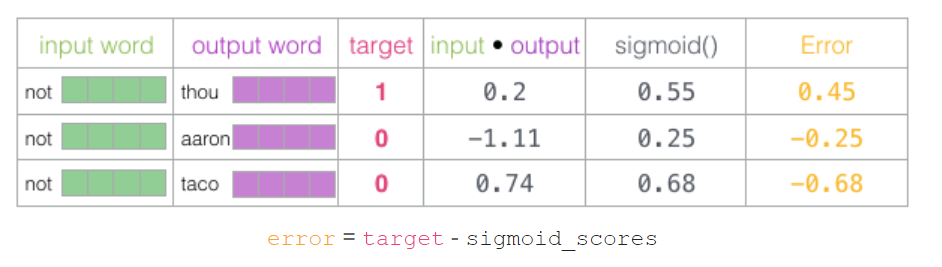 input word output word target input • output sigmoid() Error
not thou 1 0.2 0.55 0.45
not aaron 0 -1.11 0.25 -0.25
not taco 0 0.74 0.68 -0.68
error = target - sigmoid_scores